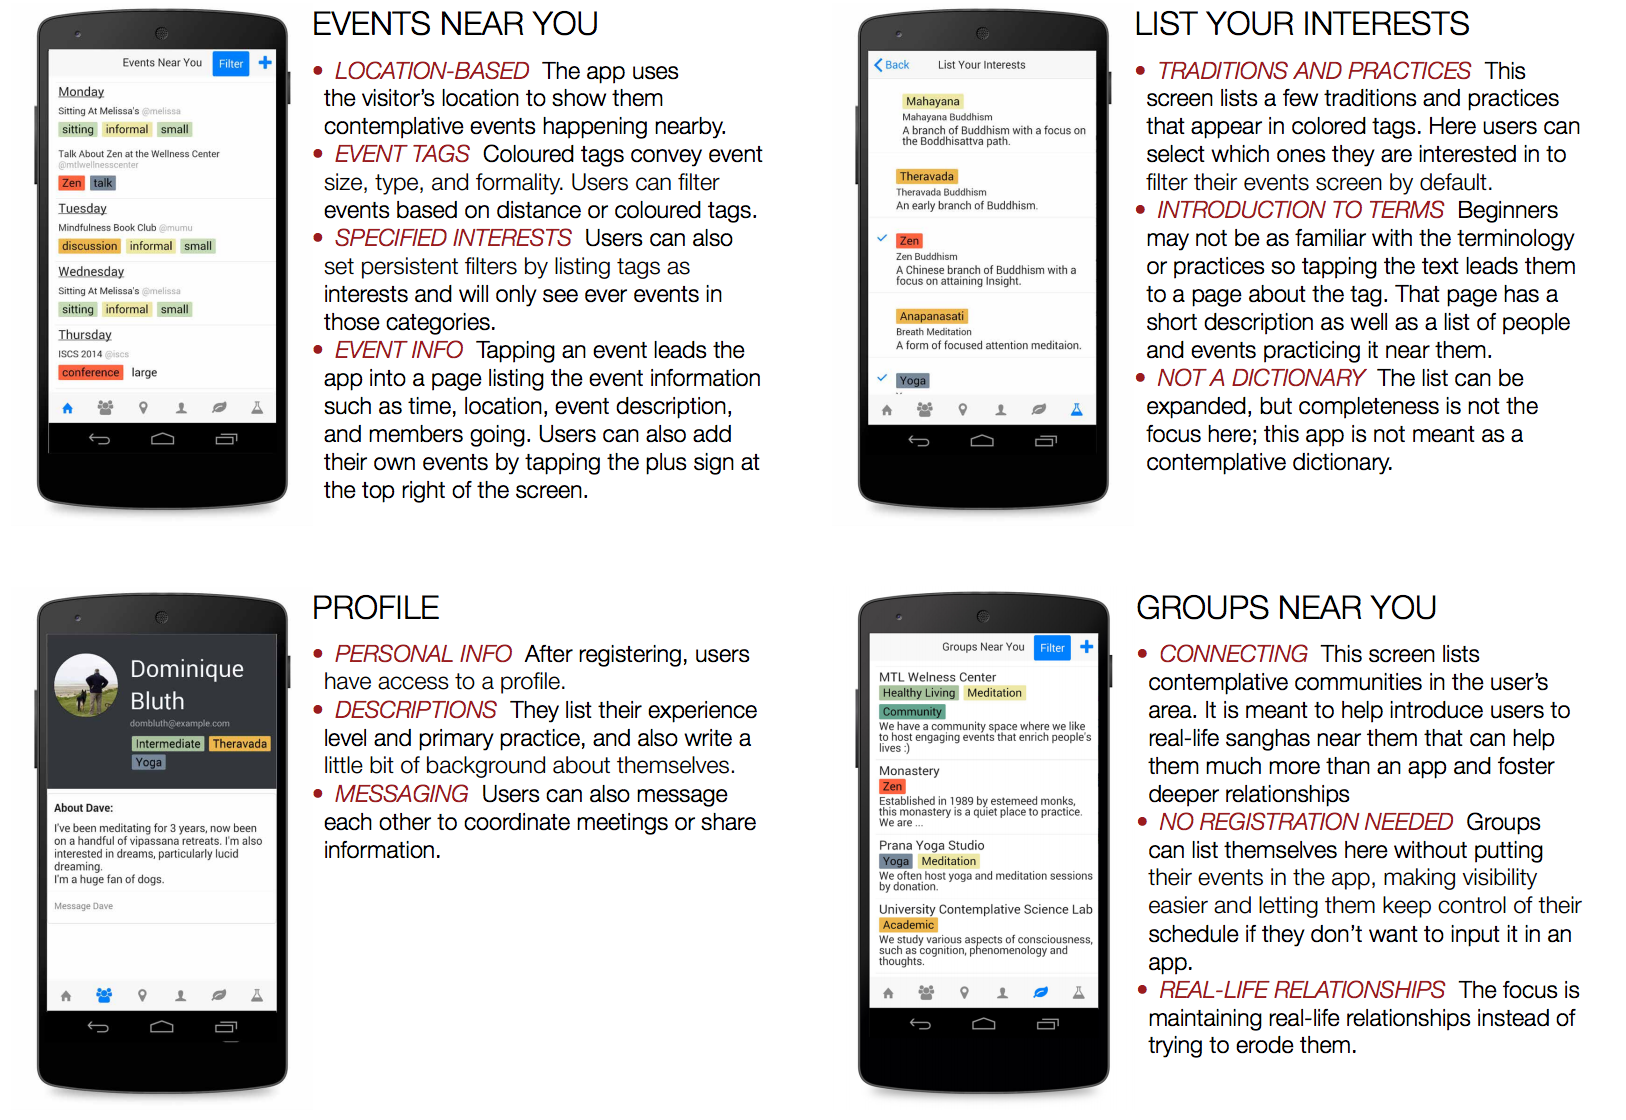 EVENTS NEAR YOU
• LOCATION-BASED The app uses
the visitor's location to show them
contemplative events happening nearby.
• EVENT TAGS Coloured tags convey event
size, type, and formality. Users can filter
events based on distance or coloured tags.
• SPECIFIED INTERESTS Users can also
set persistent filters by listing tags as
interests and will only see ever events in
those categories.
• EVENT INFO Tapping an event leads the
app into a page listing the event information
such as time, location, event description,
and members going. Users can also add
their own events by tapping the plus sign at
the top right of the screen.
Events Near You Filter +
Monday
Sitting At Melissa's @melissa
sitting informal small
Talk About Zen at the Wellness Center
@mtlwellnesscenter
Zen talk
Tuesday
Mindfulness Book Club @mumu
discussion informal small
Wednesday
Sitting At Melissa's @melissa
sitting informal small
Thursday
ISCS 2014 @iscs
conference large
LIST YOUR INTERESTS
• TRADITIONS AND PRACTICES This
screen lists a few traditions and practices
that appear in colored tags. Here users can
select which ones they are interested in to
filter their events screen by default.
• INTRODUCTION TO TERMS Beginners
may not be as familiar with the terminology
or practices so tapping the text leads them
to a page about the tag. That page has a
short description as well as a list of people
and events practicing it near them.
• NOT A DICTIONARY The list can be
expanded, but completeness is not the
focus here; this app is not meant as a
contemplative dictionary.
Back List Your Interests
Mahayana
Mahayana Buddhism
A branch of Buddhism with a focus on
the Boddhisattva path.
Theravada
Theravada Buddhism
An early branch of Buddhism.
Zen
Zen Buddhism
A Chinese branch of Buddhism with a
focus on attaining Insight.
Anapanasati
Breath Meditation
A form of focused attention meditaion.
Yoga
PROFILE
• PERSONAL INFO After registering, users
have access to a profile.
• DESCRIPTIONS They list their experience
level and primary practice, and also write a
little bit of background about themselves.
• MESSAGING Users can also message
each other to coordinate meetings or share
information.
Dominique
Bluth
dombluth@example.com
Intermediate Theravada
Yoga
About Dave:
I've been meditating for 3 years, now been
on a handful of vipassana retreats. I'm also
interested in dreams, particularly lucid
dreaming.
I'm a huge fan of dogs.
Message Dave
GROUPS NEAR YOU
• CONNECTING This screen lists
contemplative communities in the user's
area. It is meant to help introduce users to
real-life sanghas near them that can help
them much more than an app and foster
deeper relationships
• NO REGISTRATION NEEDED Groups
can list themselves here without putting
their events in the app, making visibility
easier and letting them keep control of their
schedule if they don't want to input it in an
app.
• REAL-LIFE RELATIONSHIPS The focus is
maintaining real-life relationships instead of
trying to erode them.
Groups Near You Filter +
MTL Welness Center
Healthy Living Meditation
Community
We have a community space where we like
to host engaging events that enrich people's
lives :)
Monastery
Zen
Established in 1989 by estemeed monks,
this monastery is a quiet place to practice.
We are ...
Prana Yoga Studio
Yoga Meditation
We often host yoga and meditation sessions
by donation.
University Contemplative Science Lab
Academic
We study various aspects of consciousness,
such as cognition, phenomenology and
thoughts.